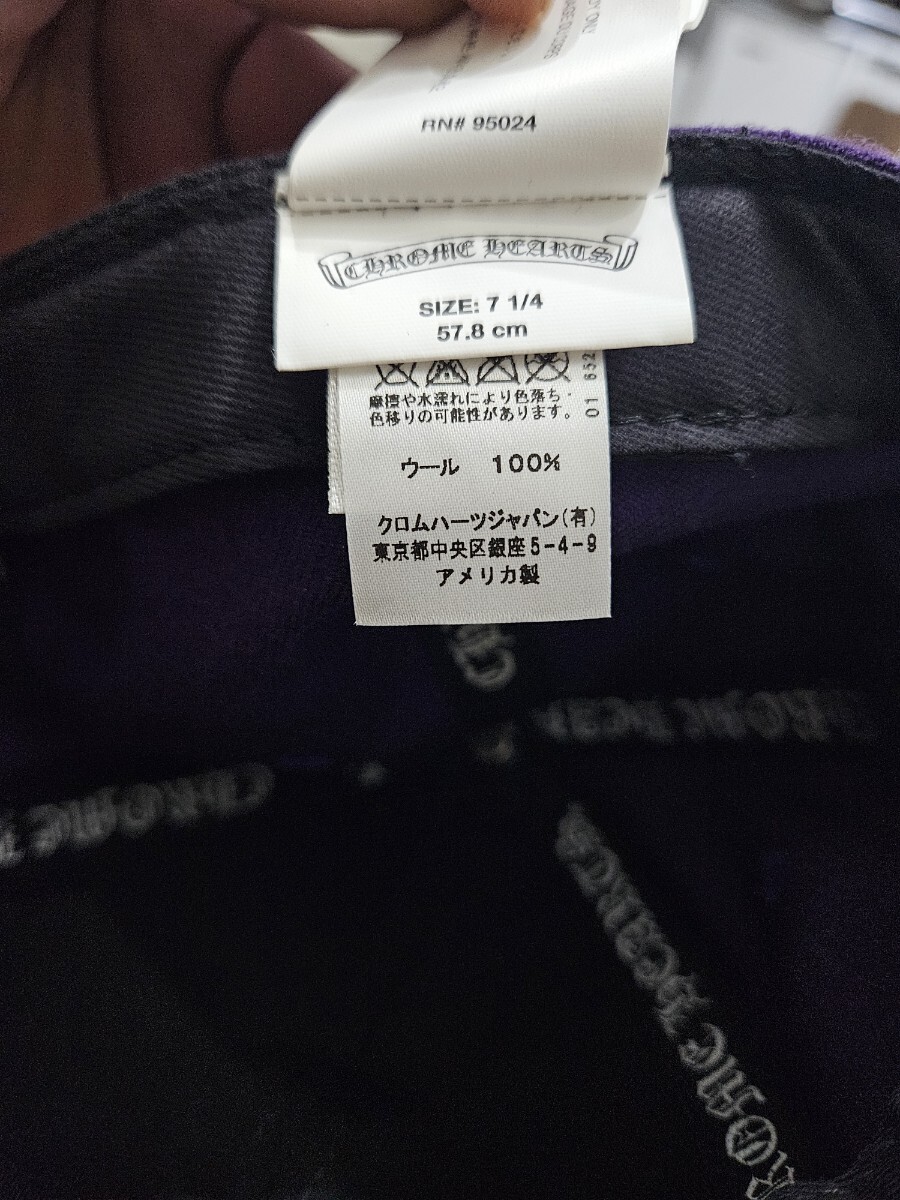 RN# 95024
CHROME HEARTS
SIZE: 7 1/4
57.8 cm
摩擦や水濡れにより色落ち・
色移りの可能性があります。
01 652
ウール 100%
クロムハーツジャパン(有)
東京都中央区銀座5-4-9
アメリカ製
CHROME
CHROME HEARTS
CHROME HEARTS